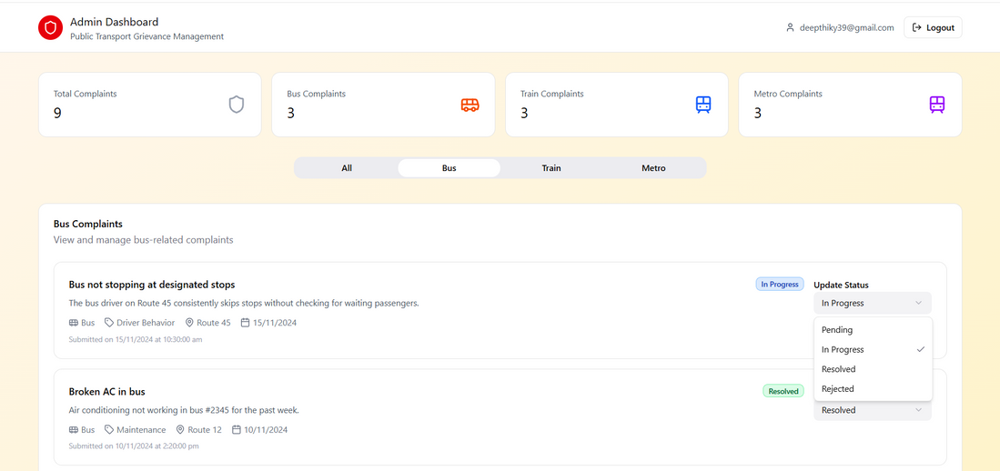 Admin Dashboard
Public Transport Grievance Management
deepthiky39@gmail.com
Logout
Total Complaints
9
Bus Complaints
3
Train Complaints
3
Metro Complaints
3
All Bus Train Metro
Bus Complaints
View and manage bus-related complaints
Bus not stopping at designated stops
In Progress
Update Status
The bus driver on Route 45 consistently skips stops without checking for waiting passengers.
In Progress
Bus Driver Behavior Route 45 15/11/2024
Submitted on 15/11/2024 at 10:30:00 am
Pending
In Progress
Resolved
Rejected
Broken AC in bus
Resolved
Air conditioning not working in bus #2345 for the past week.
Resolved
Bus Maintenance Route 12 10/11/2024
Submitted on 10/11/2024 at 2:20:00 pm